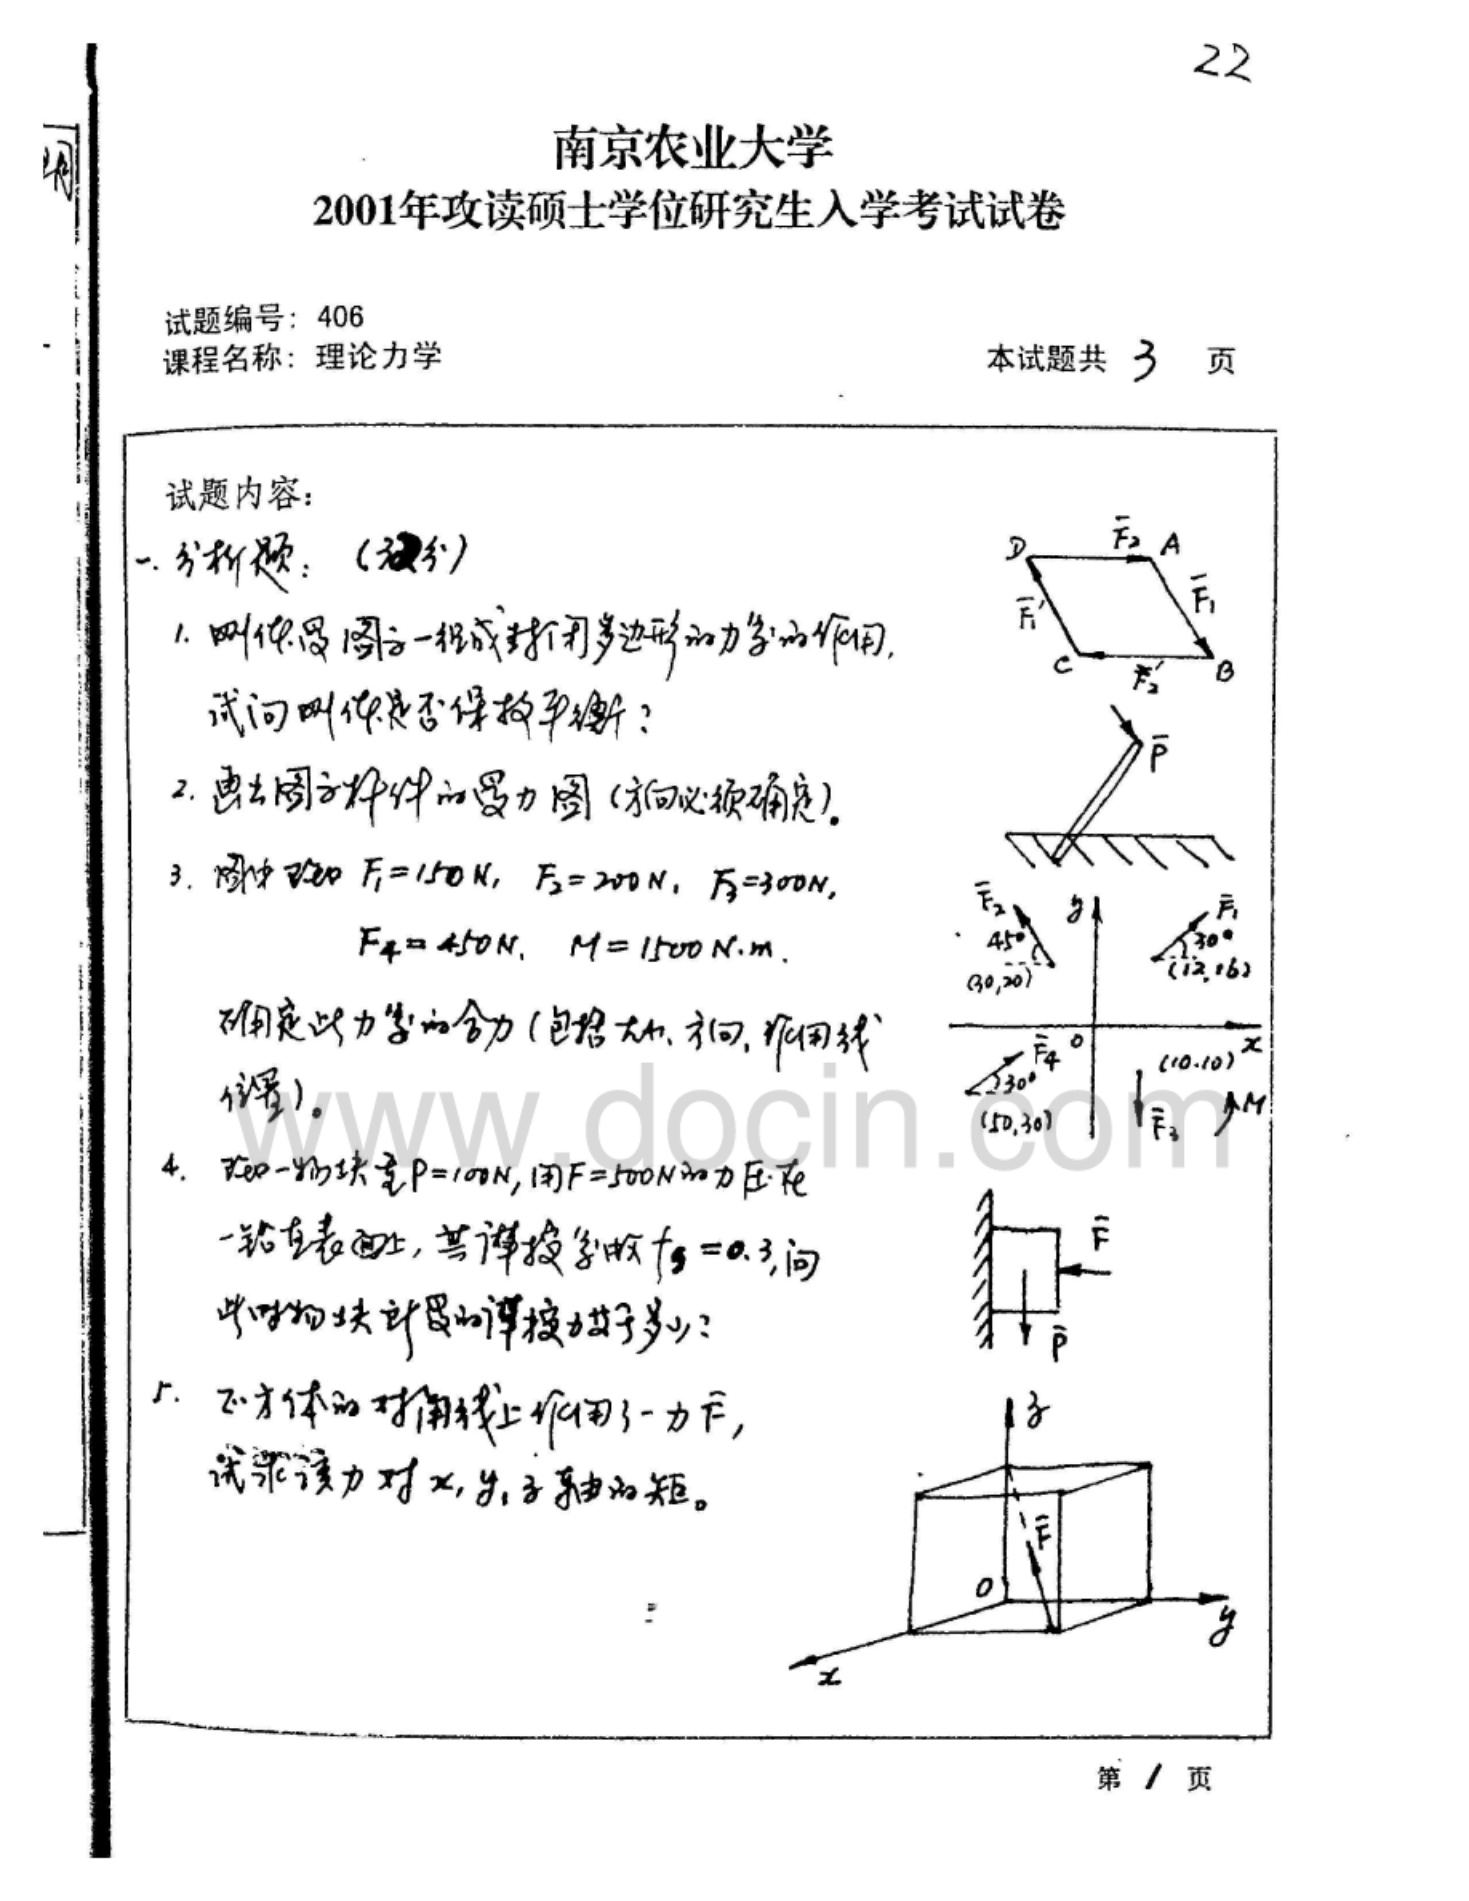 22
南京农业大学
2001年攻读硕士学位研究生入学考试试卷
试题编号：406
课程名称：理论力学
本试题共 3 页
试题内容：
一. 分析题：（ 分）
1. 刚体受图示一组成封闭多边形的力系的作用，
试问刚体是否保持平衡？
D F̄₂ A
F̄₁' F̄₁
C F̄₂' B
2. 画出图示杆件的受力图（方向必须确定）。
P̄
3. 图中已知 F₁=150N, F₂=200N, F₃=300N,
F₄=450N, M=1500N·m.
确定此力系的合力（包括大小、方向、作用线
位置）。
F̄₂ y F̄₁
45° 30°
(30,20) (12,16)
O x
F̄₄ (10,10)
30°
(50,30) F̄₃ M
4. 已知一物块重P=100N, 用F=500N的力压在
一铅直表面上，其摩擦系数fs=0.3, 问
此时物块所受的摩擦力等于多少？
F̄
P̄
5. 正方体的对角线上作用了一力F̄，
试求该力对x, y, z轴的矩。
z
F̄
O
y
x
第 1 页
www.docin.com